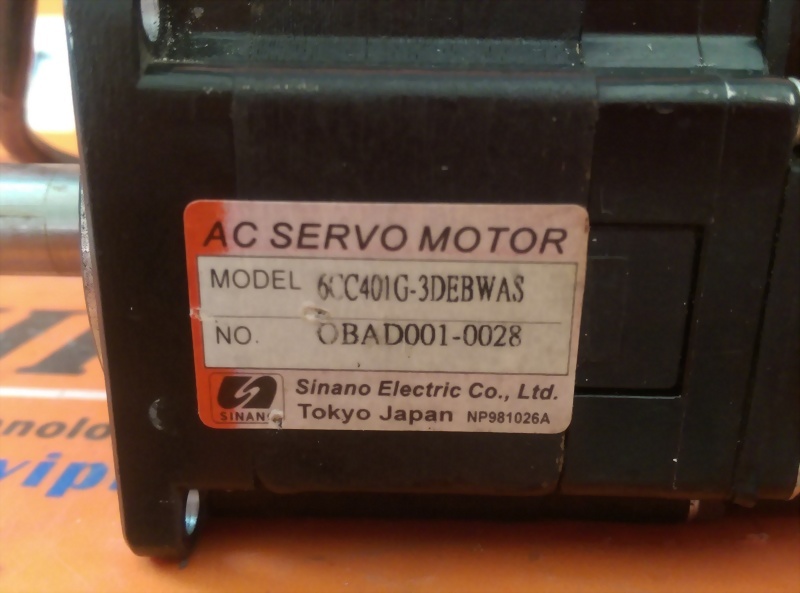 AC SERVO MOTOR
MODEL 6CC401G-3DEBWAS
NO. OBAD001-0028
SINANO
Sinano Electric Co., Ltd.
Tokyo Japan NP981026A